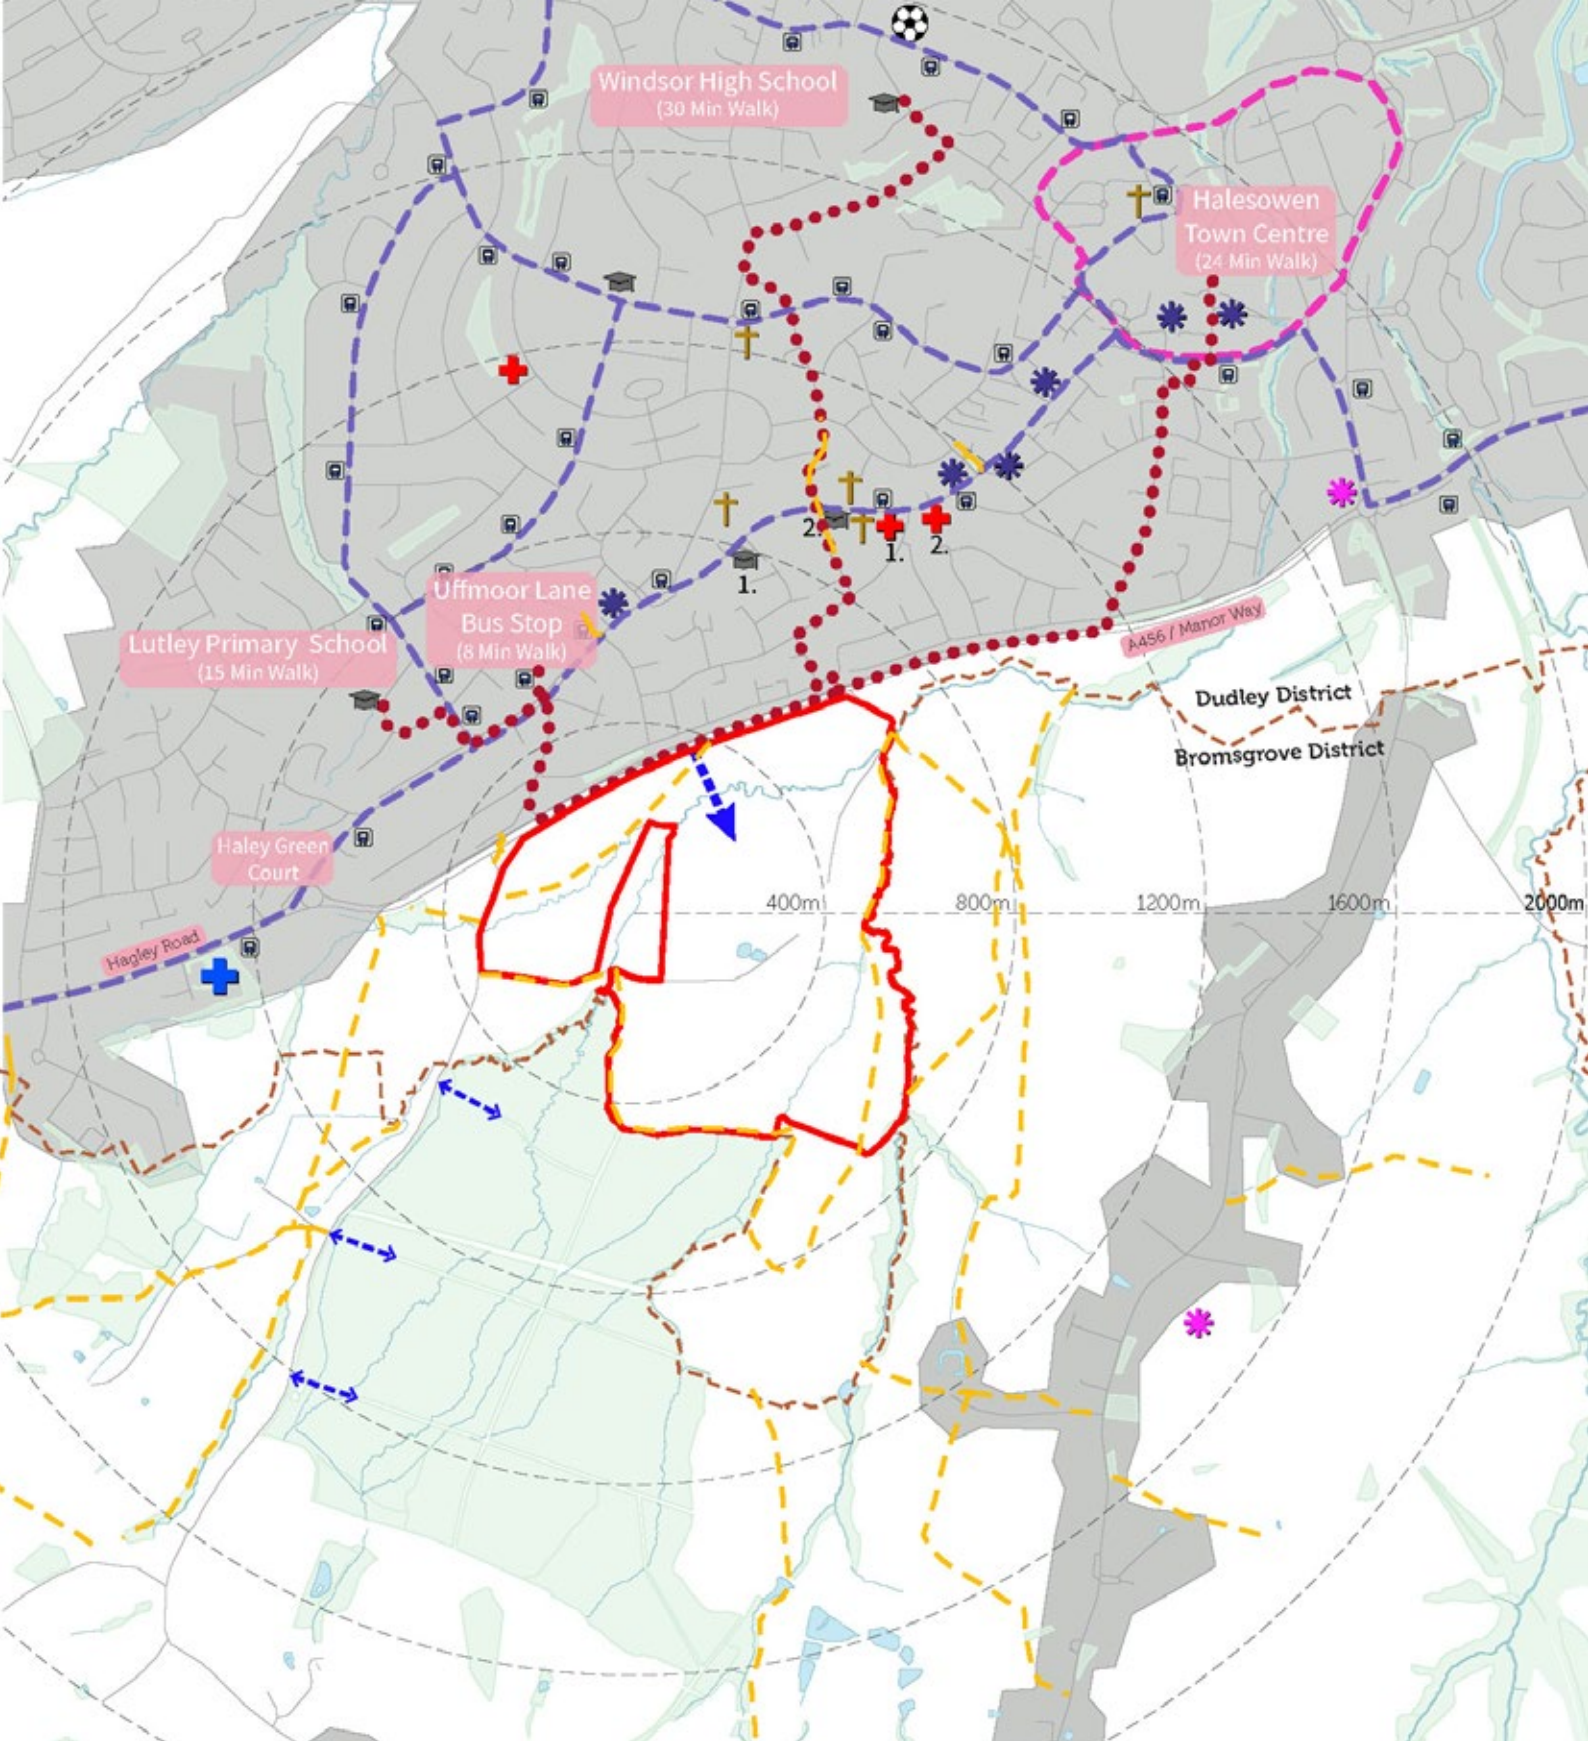 Windsor High School
(30 Min Walk)
Halesowen
Town Centre
(24 Min Walk)
2.
1.
2.
1.
Uffmoor Lane
Bus Stop
(8 Min Walk)
Lutley Primary School
(15 Min Walk)
A456 / Manor Way
Dudley District
Bromsgrove District
Haley Green
Court
Hagley Road
400m
800m
1200m
1600m
2000m